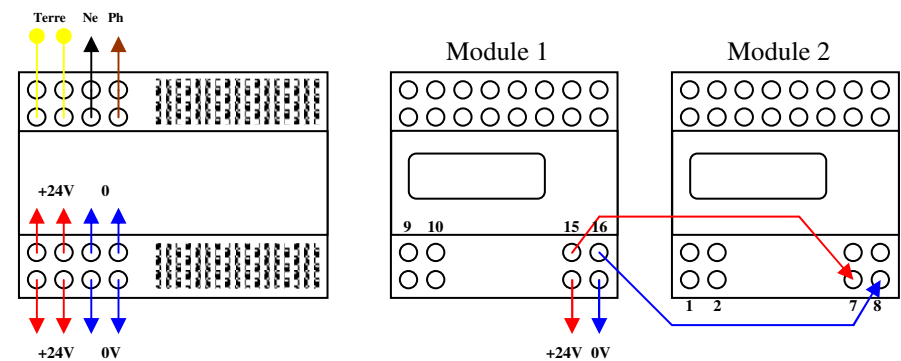 Terre Ne Ph
Module 1 Module 2
+24V 0
9 10 15 16
1 2 7 8
+24V 0V +24V 0V